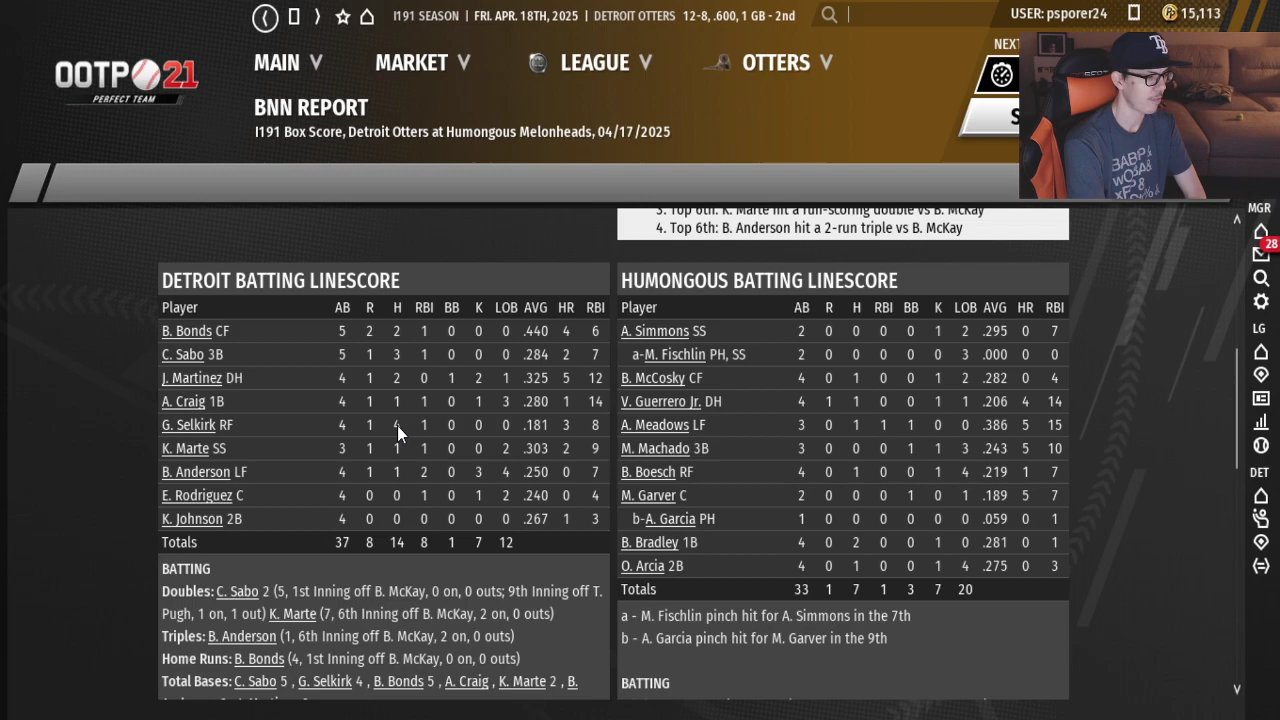 I191 SEASON | FRI. APR. 18TH, 2025 | DETROIT OTTERS 12-8, .600, 1 GB - 2nd
USER: psporer24
15,113
OOTP 21
PERFECT TEAM
MAIN
MARKET
LEAGUE
OTTERS
BNN REPORT
I191 Box Score, Detroit Otters at Humongous Melonheads, 04/17/2025
MGR
28
LG
DET
3. Top 6th: K. Marte hit a run-scoring double vs B. McKay
4. Top 6th: B. Anderson hit a 2-run triple vs B. McKay
DETROIT BATTING LINESCORE
Player AB R H RBI BB K LOB AVG HR RBI
B. Bonds CF 5 2 2 1 0 0 0 .440 4 6
C. Sabo 3B 5 1 3 1 0 0 0 .284 2 7
J. Martinez DH 4 1 2 0 1 2 1 .325 5 12
A. Craig 1B 4 1 1 1 0 1 3 .280 1 14
G. Selkirk RF 4 1 4 1 0 0 0 .181 3 8
K. Marte SS 3 1 1 1 0 0 2 .303 2 9
B. Anderson LF 4 1 1 2 0 3 4 .250 0 7
E. Rodriguez C 4 0 0 1 0 1 2 .240 0 4
K. Johnson 2B 4 0 0 0 0 0 0 .267 1 3
Totals 37 8 14 8 1 7 12
BATTING
Doubles: C. Sabo 2 (5, 1st Inning off B. McKay, 0 on, 0 outs; 9th Inning off T.
Pugh, 1 on, 1 out) K. Marte (7, 6th Inning off B. McKay, 2 on, 0 outs)
Triples: B. Anderson (1, 6th Inning off B. McKay, 2 on, 0 outs)
Home Runs: B. Bonds (4, 1st Inning off B. McKay, 0 on, 0 outs)
Total Bases: C. Sabo 5 , G. Selkirk 4 , B. Bonds 5 , A. Craig , K. Marte 2 , B.
HUMONGOUS BATTING LINESCORE
Player AB R H RBI BB K LOB AVG HR RBI
A. Simmons SS 2 0 0 0 0 1 2 .295 0 7
a-M. Fischlin PH, SS 2 0 0 0 0 0 3 .000 0 0
B. McCosky CF 4 0 1 0 0 1 2 .282 0 4
V. Guerrero Jr. DH 4 1 1 0 0 1 1 .206 4 14
A. Meadows LF 3 0 1 1 1 0 0 .386 5 15
M. Machado 3B 3 0 0 0 1 1 3 .243 5 10
B. Boesch RF 4 0 1 0 0 1 4 .219 1 7
M. Garver C 2 0 0 0 1 0 1 .189 5 7
b-A. Garcia PH 1 0 0 0 0 0 0 .059 0 1
B. Bradley 1B 4 0 2 0 0 1 0 .281 0 1
O. Arcia 2B 4 0 1 0 0 1 4 .275 0 3
Totals 33 1 7 1 3 7 20
a - M. Fischlin pinch hit for A. Simmons in the 7th
b - A. Garcia pinch hit for M. Garver in the 9th
BATTING